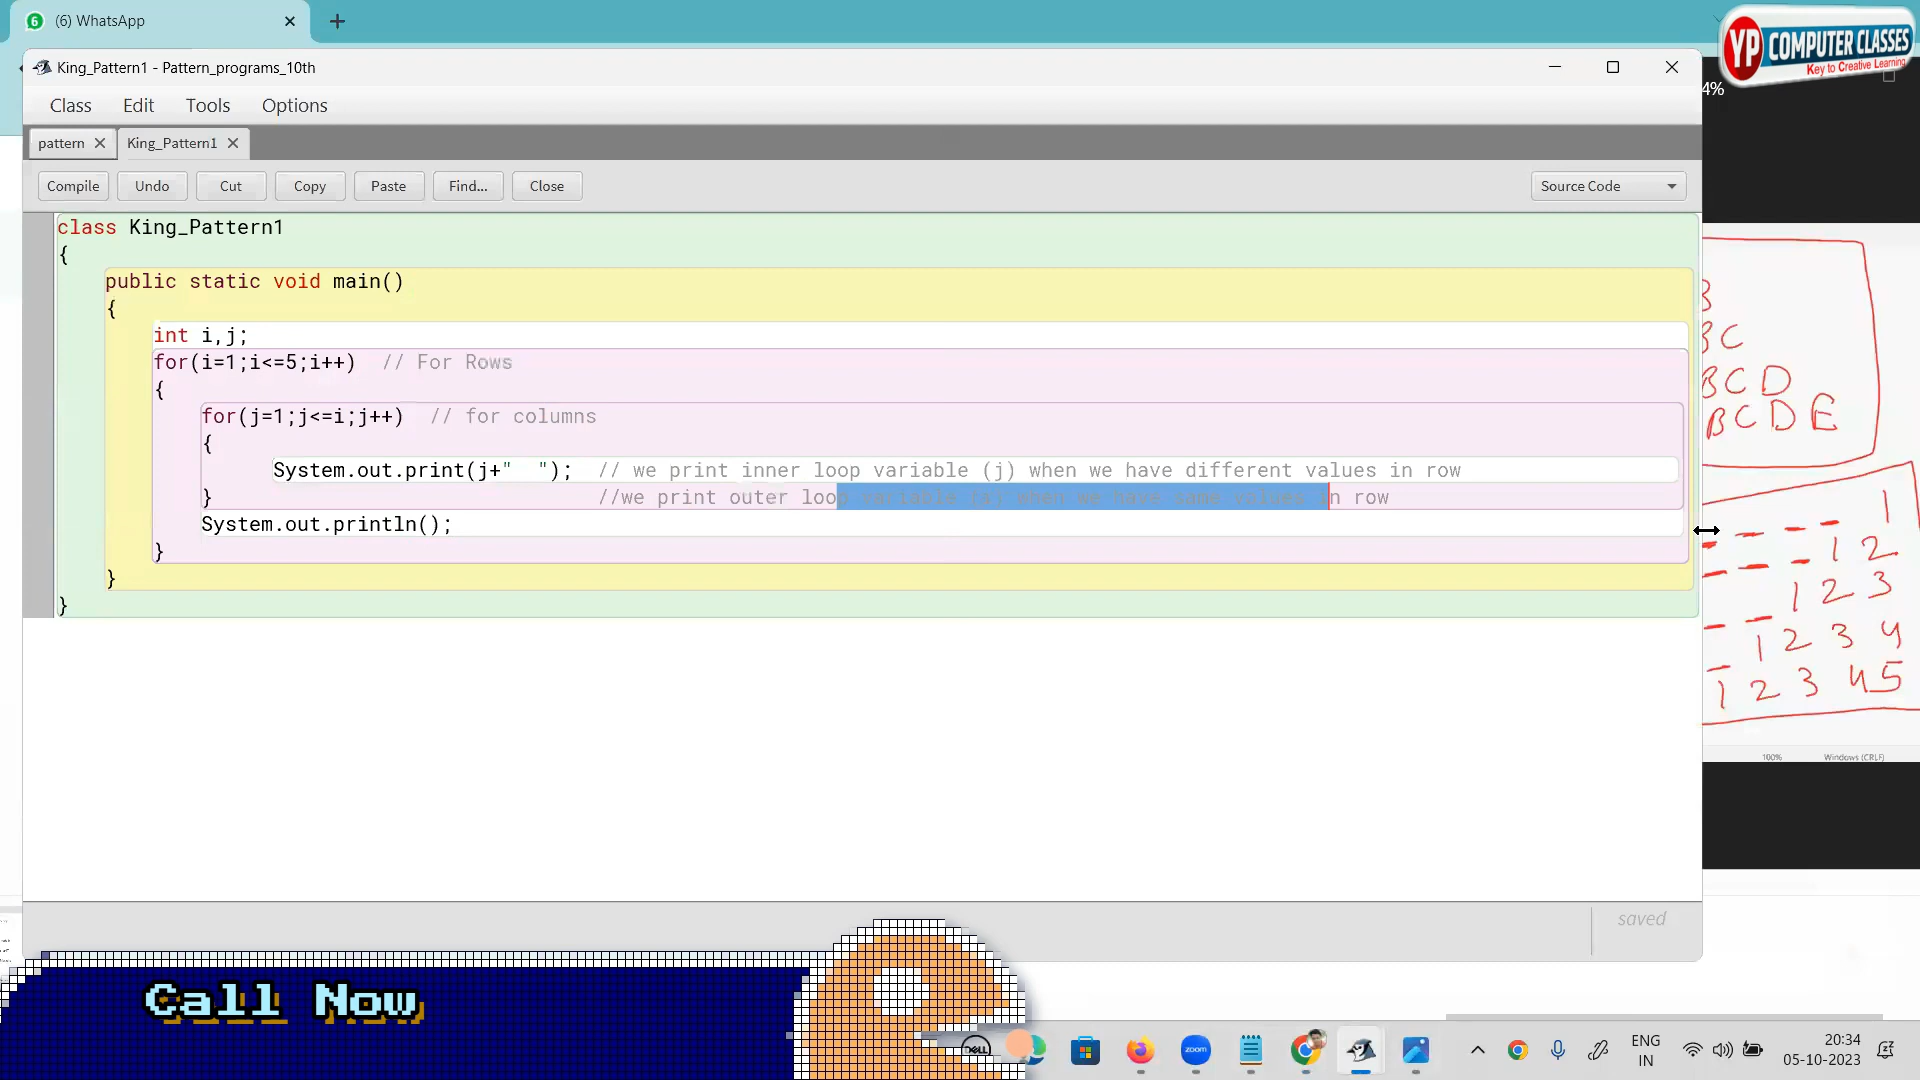 (6) WhatsApp
YP COMPUTER CLASSES
Key to Creative Learning
King_Pattern1 - Pattern_programs_10th
4%
Class Edit Tools Options
pattern King_Pattern1
Compile Undo Cut Copy Paste Find... Close Source Code
class King_Pattern1
{
public static void main()
{
int i,j;
for(i=1;i<=5;i++) // For Rows
{
for(j=1;j<=i;j++) // for columns
{
System.out.print(j+"  "); // we print inner loop variable (j) when we have different values in row
} //we print outer loop variable (i) when we have same values in row
System.out.println();
}
}
}
B
BC
BCD
BCDE
1
1 2
1 2 3
1 2 3 4
1 2 3 4 5
100% Windows (CRLF)
saved
Call Now
DELL
zoom
ENG
IN
20:34
05-10-2023